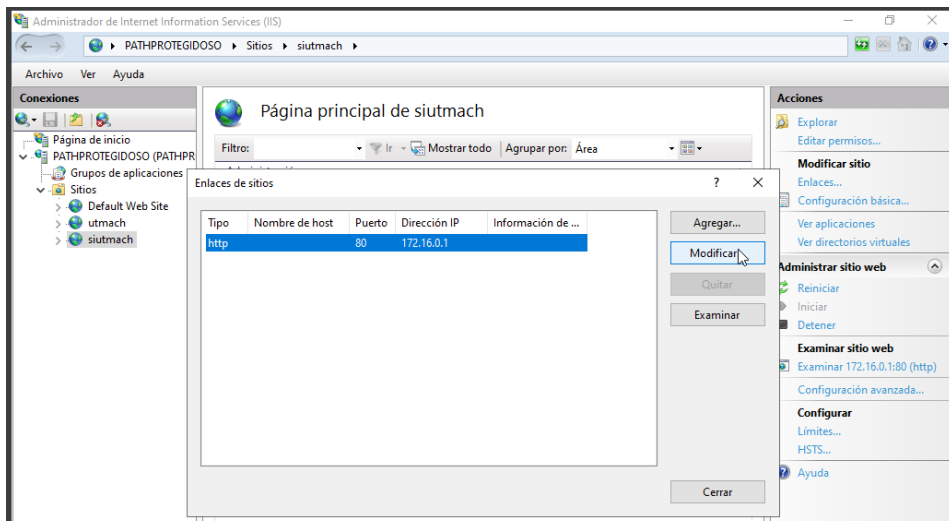 Administrador de Internet Information Services (IIS)
PATHPROTEGIDOSO Sitios siutmach
Archivo Ver Ayuda
Conexiones
Página de inicio
PATHPROTEGIDOSO (PATHPR
Grupos de aplicaciones
Sitios
Default Web Site
utmach
siutmach
Página principal de siutmach
Filtro: Ir Mostrar todo Agrupar por: Área
Enlaces de sitios
Tipo Nombre de host Puerto Dirección IP Información de ...
http 80 172.16.0.1
Agregar...
Modificar
Quitar
Examinar
Cerrar
Acciones
Explorar
Editar permisos...
Modificar sitio
Enlaces...
Configuración básica...
Ver aplicaciones
Ver directorios virtuales
Administrar sitio web
Reiniciar
Iniciar
Detener
Examinar sitio web
Examinar 172.16.0.1:80 (http)
Configuración avanzada...
Configurar
Límites...
HSTS...
Ayuda